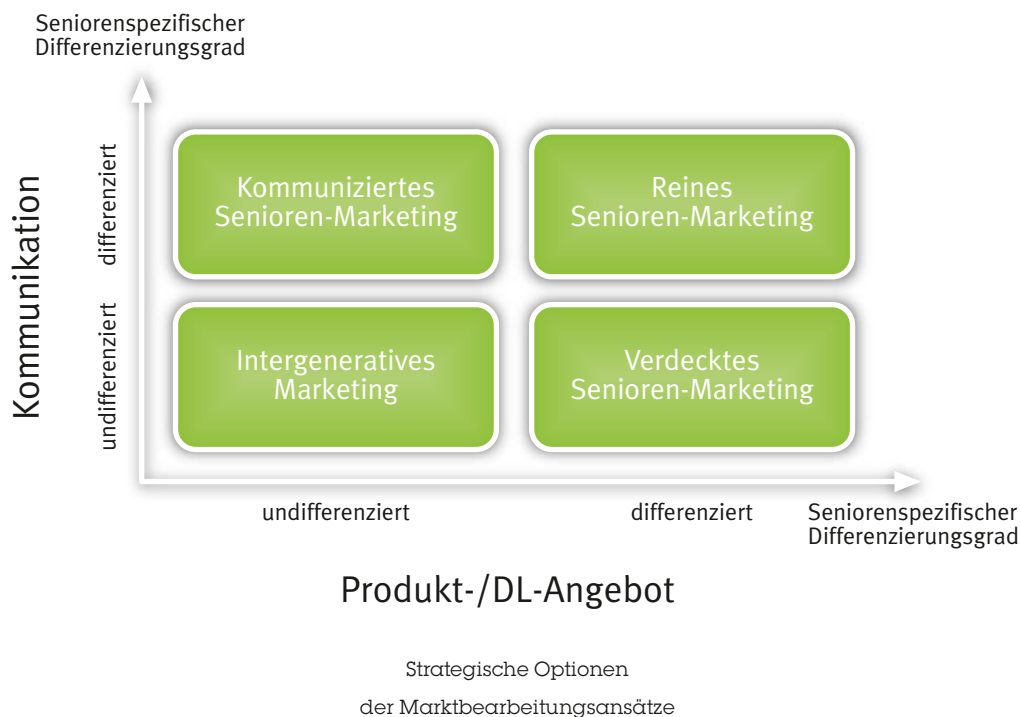 Seniorenspezifischer
Differenzierungsgrad
Kommunikation
differenziert
undifferenziert
Kommuniziertes
Senioren-Marketing
Reines
Senioren-Marketing
Intergeneratives
Marketing
Verdecktes
Senioren-Marketing
undifferenziert
differenziert
Seniorenspezifischer
Differenzierungsgrad
Produkt-/DL-Angebot
Strategische Optionen
der Marktbearbeitungsansätze